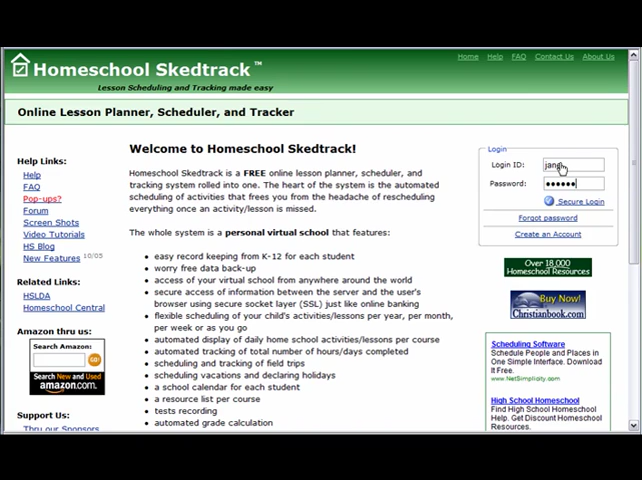 Home Help FAQ Contact Us About Us
Homeschool Skedtrack ™
Lesson Scheduling and Tracking made easy
Online Lesson Planner, Scheduler, and Tracker
Help Links:
Help
FAQ
Pop-ups?
Forum
Screen Shots
Video Tutorials
HS Blog
New Features 10/05
Related Links:
HSLDA
Homeschool Central
Amazon thru us:
Search Amazon:
GO!
Search New and Used
amazon.com.
Support Us:
Thru our Sponsors
Welcome to Homeschool Skedtrack!
Homeschool Skedtrack is a FREE online lesson planner, scheduler, and
tracking system rolled into one. The heart of the system is the automated
scheduling of activities that frees you from the headache of rescheduling
everything once an activity/lesson is missed.
The whole system is a personal virtual school that features:
• easy record keeping from K-12 for each student
• worry free data back-up
• access of your virtual school from anywhere around the world
• secure access of information between the server and the user's
browser using secure socket layer (SSL) just like online banking
• flexible scheduling of your child's activities/lessons per year, per month,
per week or as you go
• automated display of daily home school activities/lessons per course
• automated tracking of total number of hours/days completed
• scheduling and tracking of field trips
• scheduling vacations and declaring holidays
• a school calendar for each student
• a resource list per course
• tests recording
• automated grade calculation
Login
Login ID:
Password: ••••••
Secure Login
Forgot password
Create an Account
Over 18,000
Homeschool Resources
Buy Now!
Christianbook.com
Scheduling Software
Schedule People and Places in
One Simple Interface. Download
It Free.
www.NetSimplicity.com
High School Homeschool
Find High School Homeschool
Help. Get Discount Homeschool
Resources.